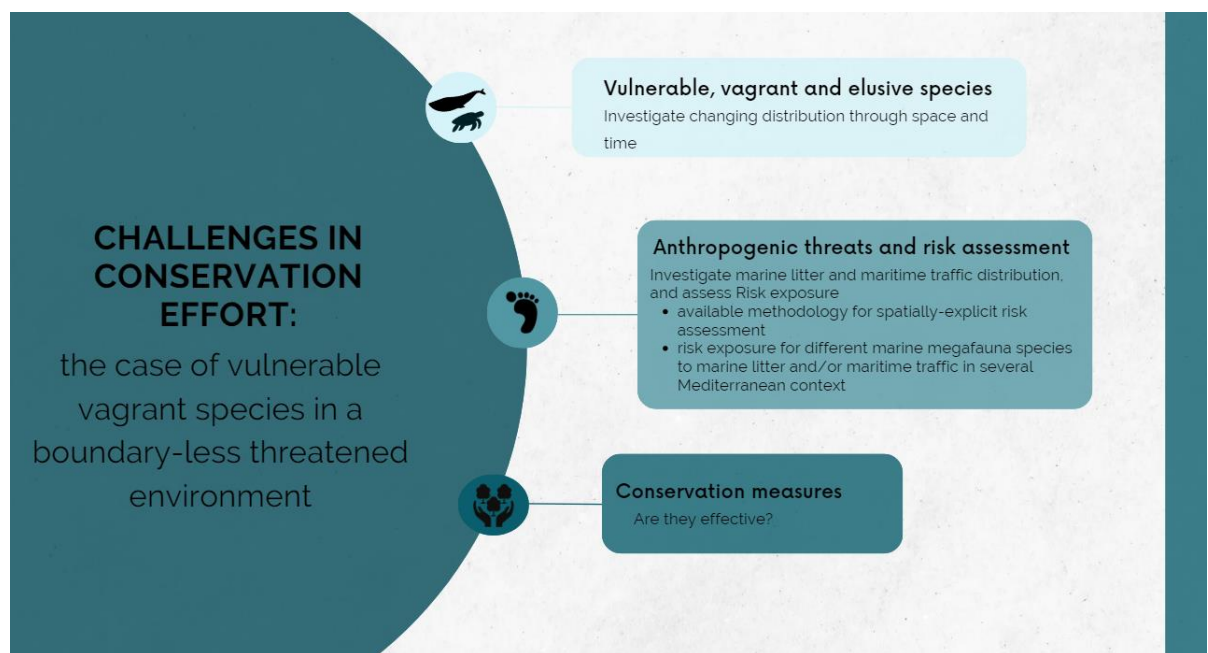 CHALLENGES IN
CONSERVATION
EFFORT:
the case of vulnerable
vagrant species in a
boundary-less threatened
environment
Vulnerable, vagrant and elusive species
Investigate changing distribution through space and
time
Anthropogenic threats and risk assessment
Investigate marine litter and maritime traffic distribution,
and assess Risk exposure
• available methodology for spatially-explicit risk
assessment
• risk exposure for different marine megafauna species
to marine litter and/or maritime traffic in several
Mediterranean context
Conservation measures
Are they effective?